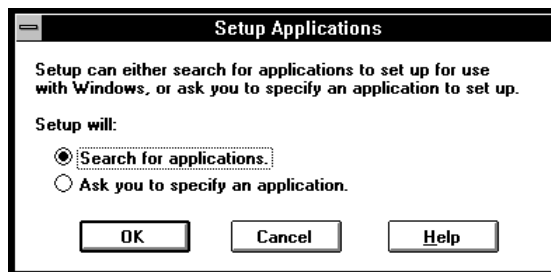 Setup Applications
Setup can either search for applications to set up for use
with Windows, or ask you to specify an application to set up.
Setup will:
Search for applications.
Ask you to specify an application.
OK Cancel Help